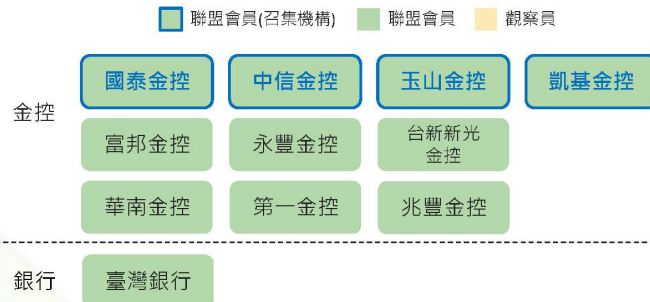 聯盟會員(召集機構) 聯盟會員 觀察員
國泰金控 中信金控 玉山金控 凱基金控
金控
富邦金控 永豐金控 台新新光
金控
華南金控 第一金控 兆豐金控
銀行 臺灣銀行